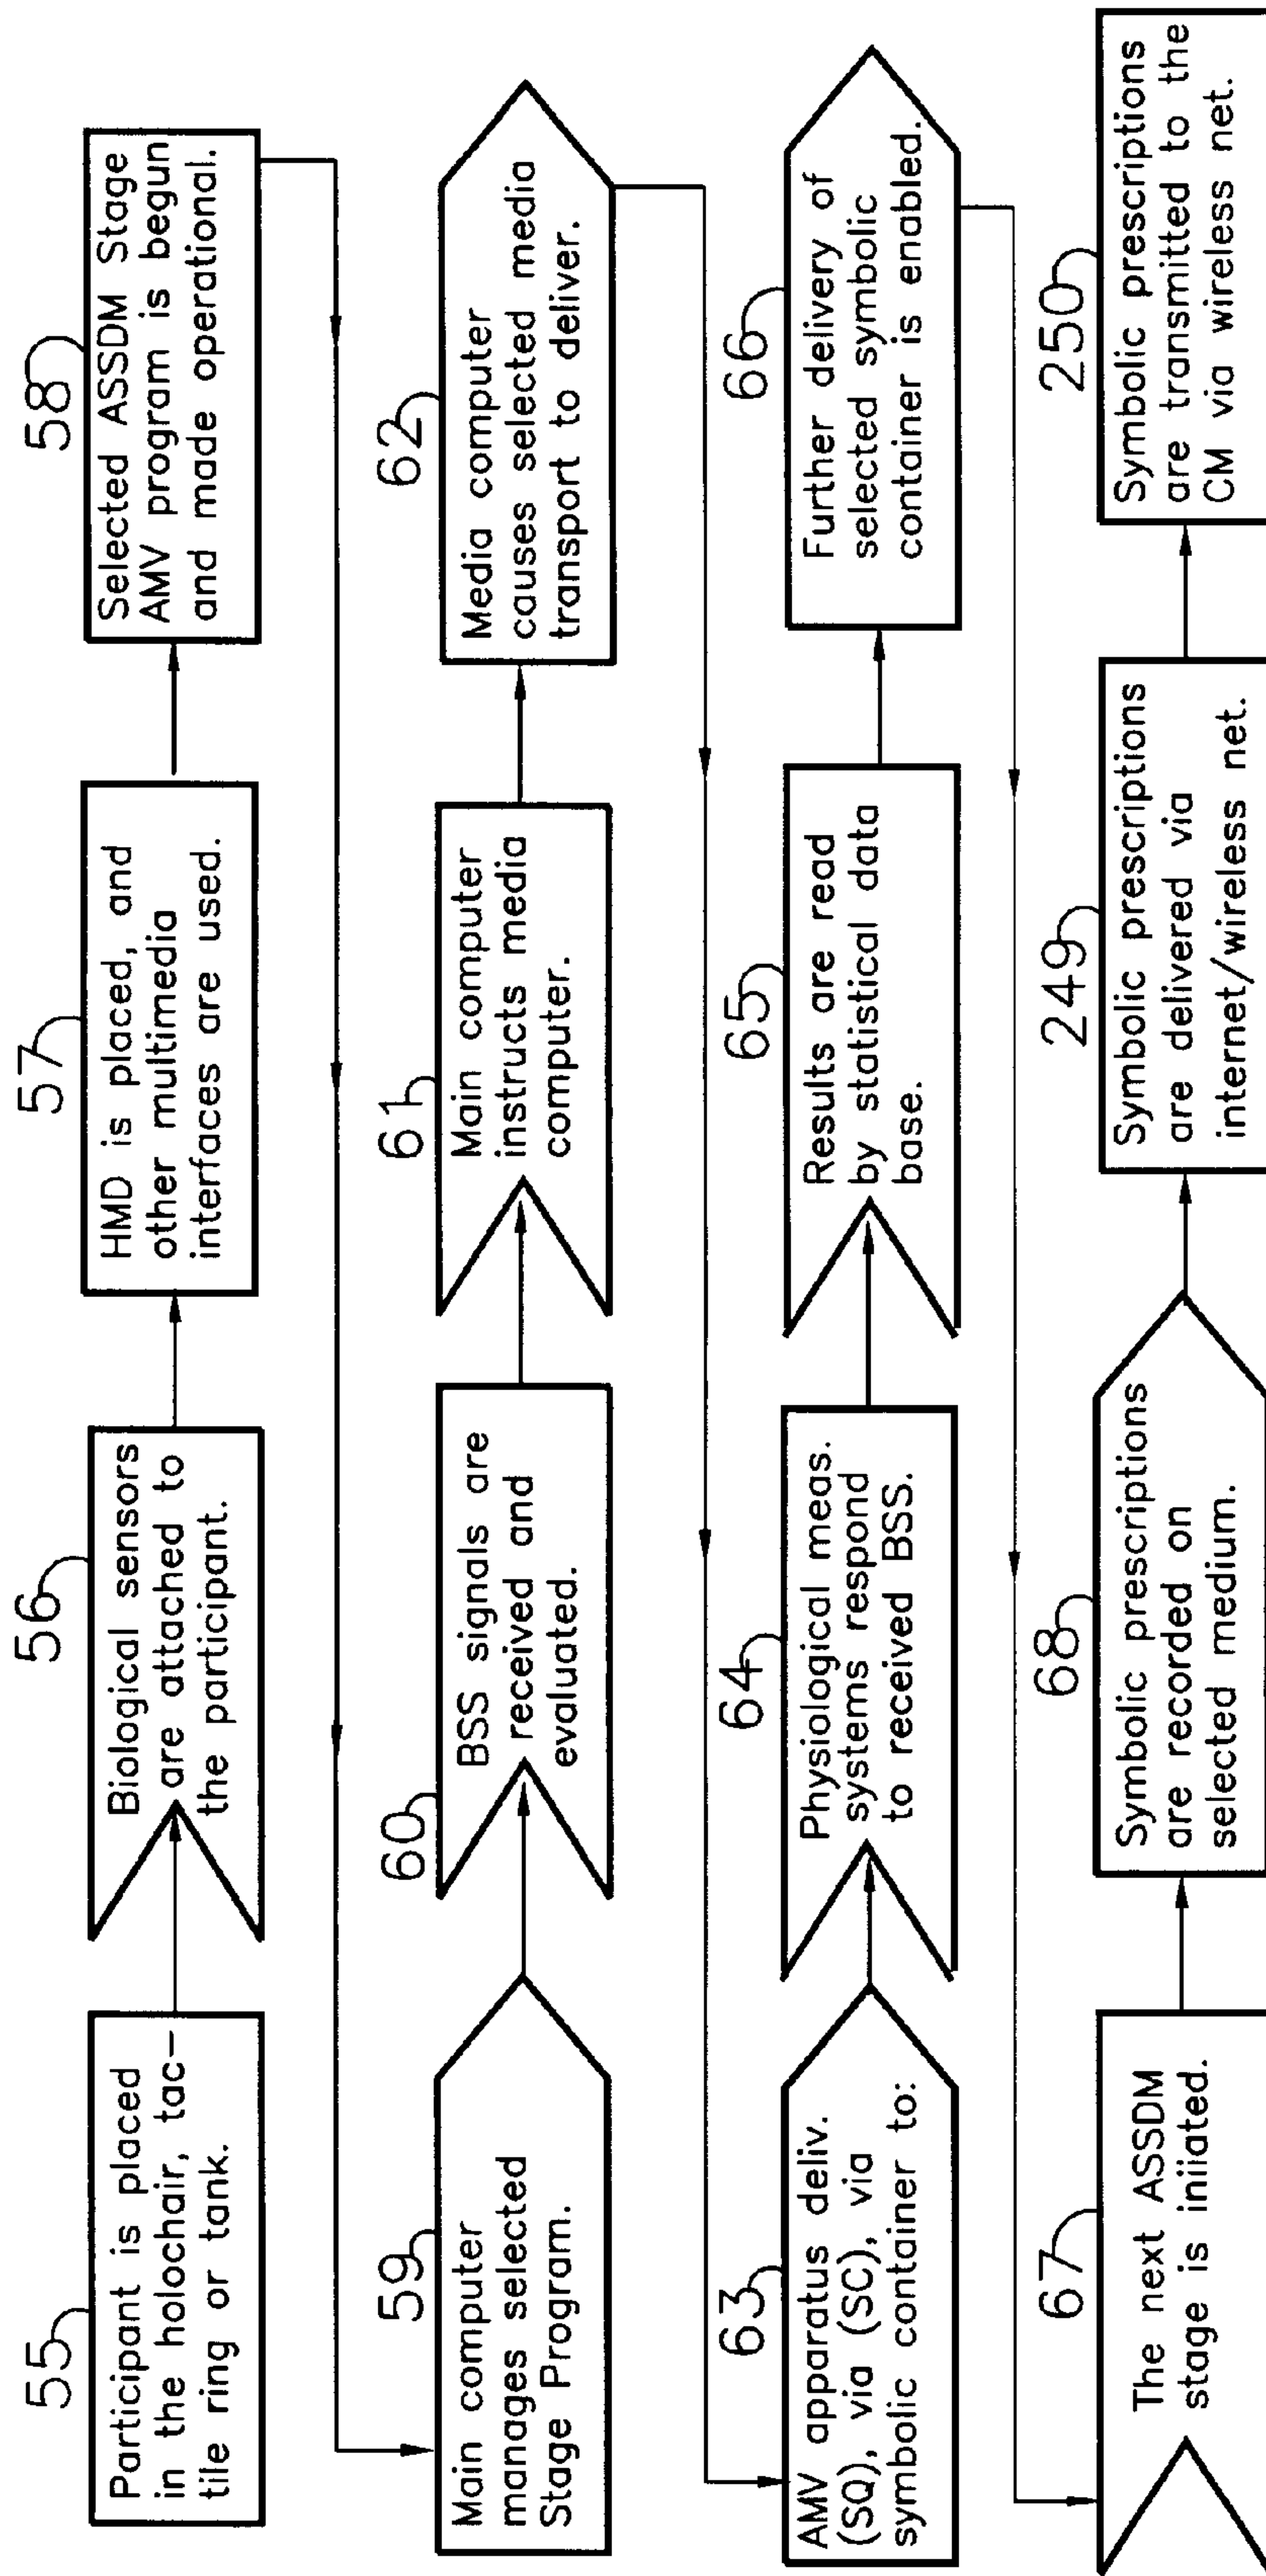 55
Participant is placed
in the holochair, tac-
tile ring or tank.
56
Biological sensors
are attached to
the participant.
57
HMD is placed, and
other multimedia
interfaces are used.
58
Selected ASSDM Stage
AMV program is begun
and made operational.
59
Main computer
manages selected
Stage Program.
60
BSS signals are
received and
evaluated.
61
Main computer
instructs media
computer.
62
Media computer
causes selected media
transport to deliver.
63
AMV apparatus deliv.
(SQ), via (SC), via
symbolic container to:
64
Physiological meas.
systems respond
to received BSS.
65
Results are read
by statistical data
base.
66
Further delivery of
selected symbolic
container is enabled.
67
The next ASSDM
stage is iniiated.
68
Symbolic prescriptions
are recorded on
selected medium.
249
Symbolic prescriptions
are delivered via
internet/wireless net.
250
Symbolic prescriptions
are transmitted to the
CM via wireless net.